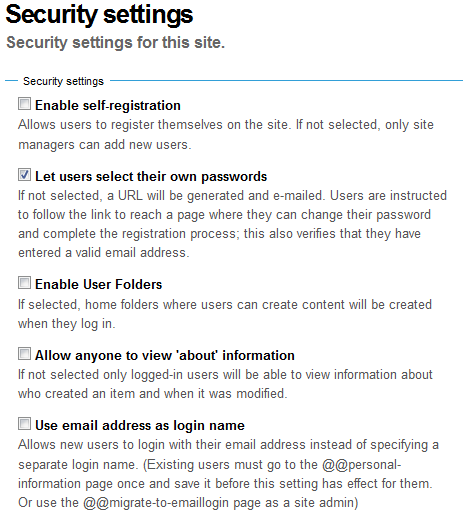 Security settings
Security settings for this site.
Security settings
Enable self-registration
Allows users to register themselves on the site. If not selected, only site
managers can add new users.
Let users select their own passwords
If not selected, a URL will be generated and e-mailed. Users are instructed
to follow the link to reach a page where they can change their password
and complete the registration process; this also verifies that they have
entered a valid email address.
Enable User Folders
If selected, home folders where users can create content will be created
when they log in.
Allow anyone to view 'about' information
If not selected only logged-in users will be able to view information about
who created an item and when it was modified.
Use email address as login name
Allows new users to login with their email address instead of specifying a
separate login name. (Existing users must go to the @@personal-
information page once and save it before this setting has effect for them.
Or use the @@migrate-to-emaillogin page as a site admin)